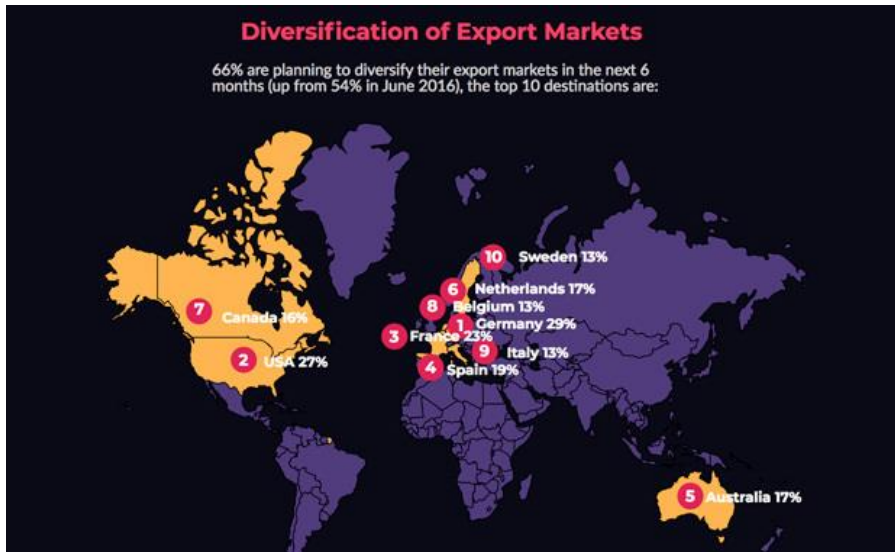 Diversification of Export Markets
66% are planning to diversify their export markets in the next 6
months (up from 54% in June 2016), the top 10 destinations are:
10 Sweden 13%
6 Netherlands 17%
8 Belgium 13%
7 Canada 16%
1 Germany 29%
3 France 23%
9 Italy 13%
2 USA 27%
4 Spain 19%
5 Australia 17%